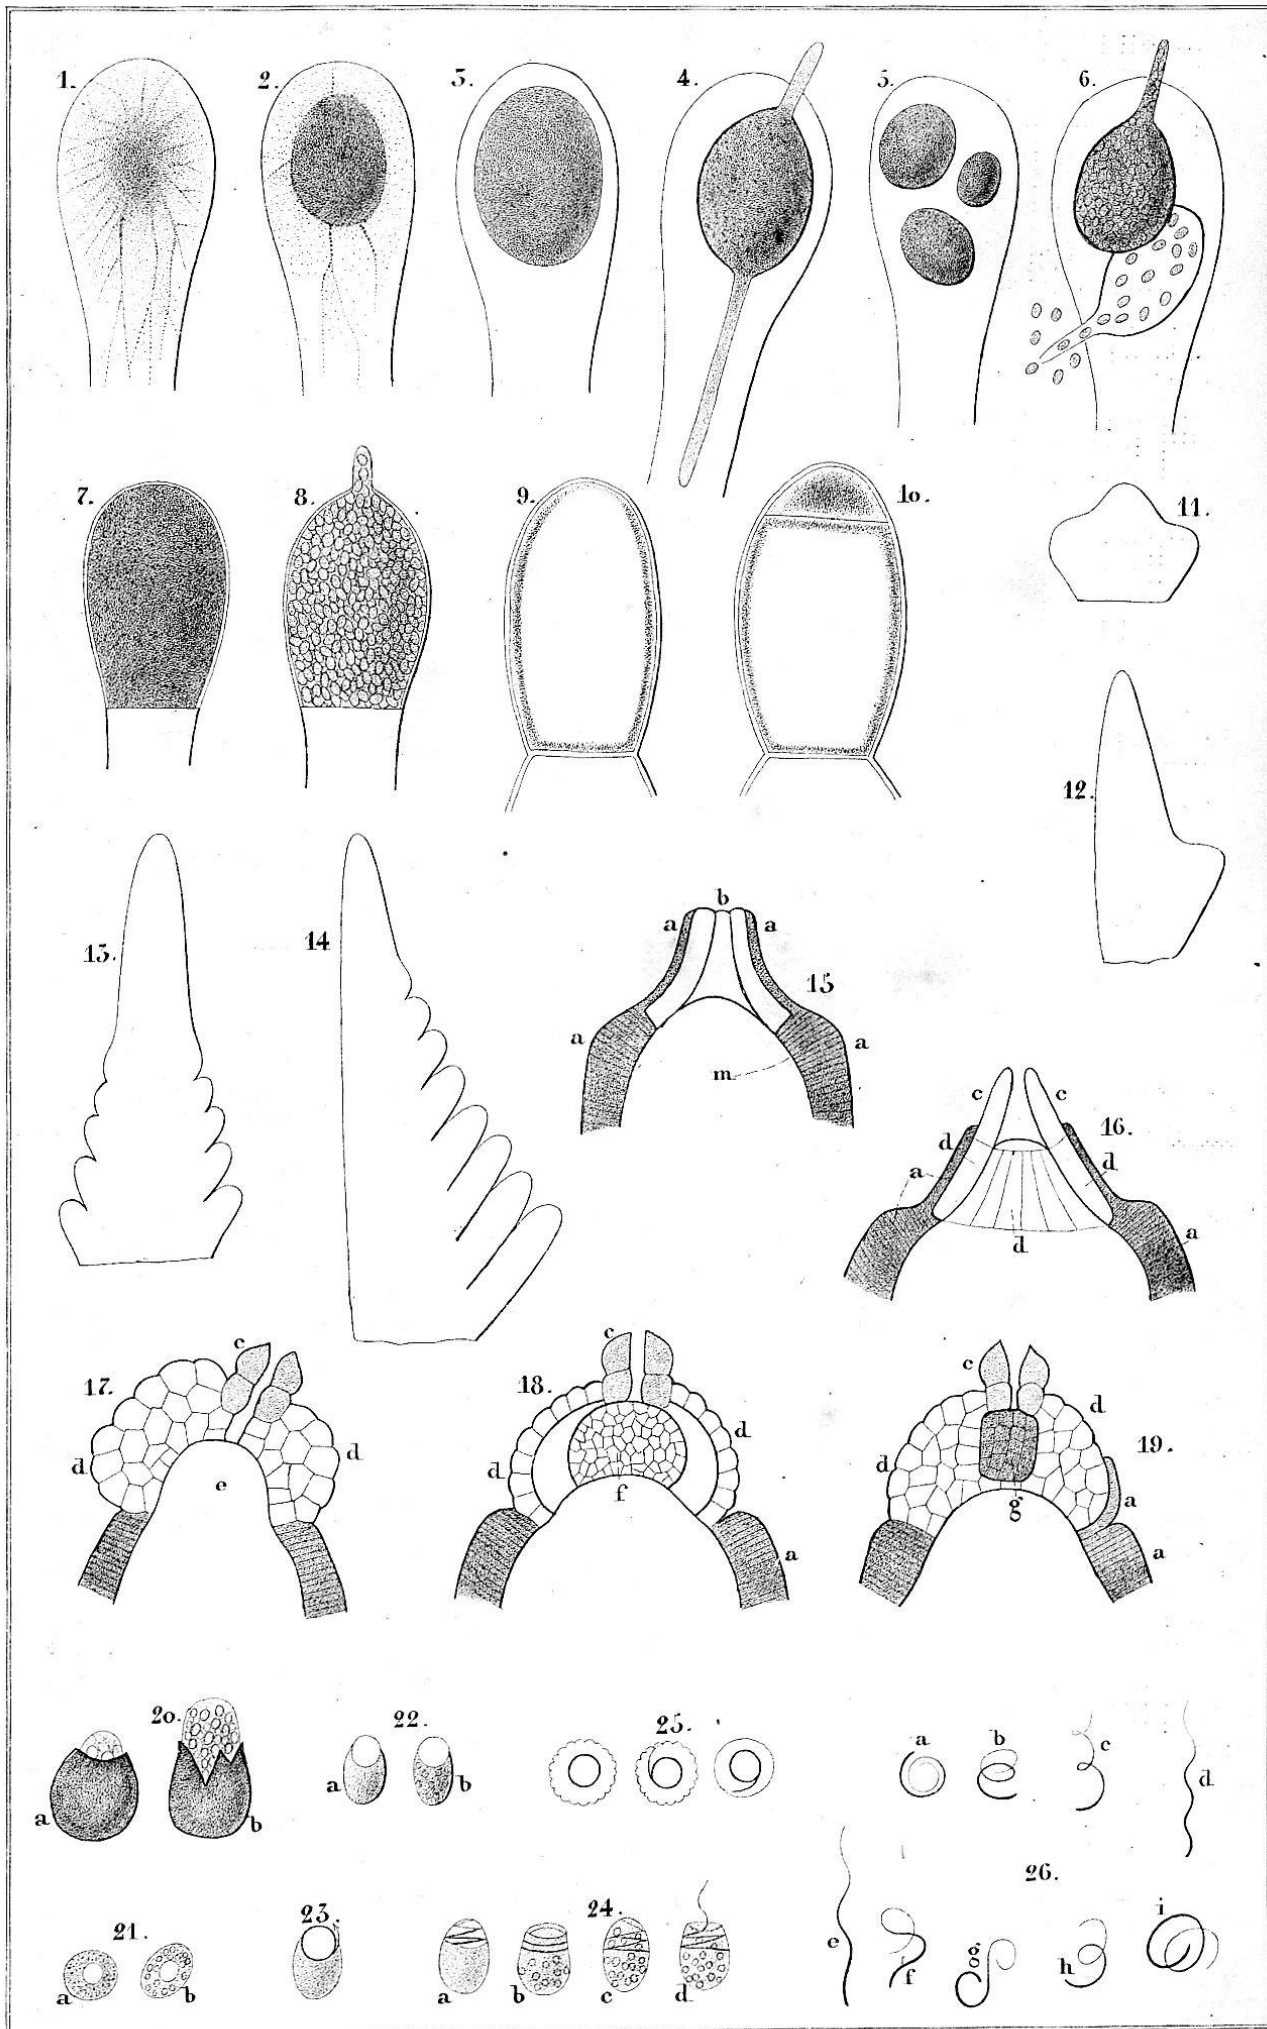 1. 2. 3. 4. 5. 6.
7. 8. 9. 10. 11.
12.
13. 14 15
a b a
a m a
16.
c c
d d
a d a
17. 18. 19.
c c c
d d d d d d
e f g a
a a
20. 22. 25. a b c d
a b a b
26.
21. 23. 24. e f g h i
a b a b c d